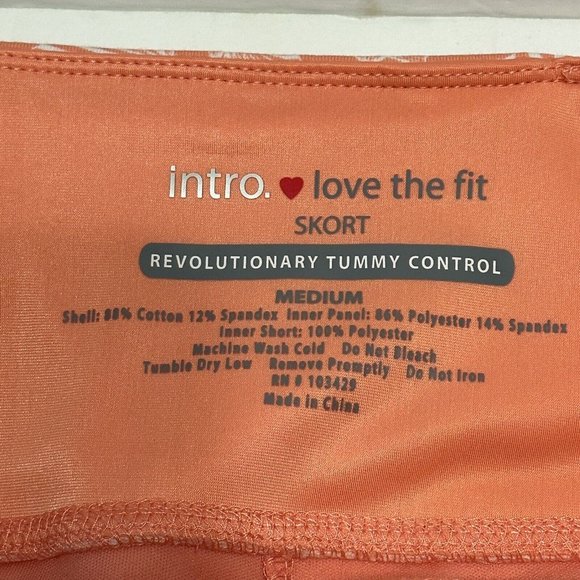 intro. ♥ love the fit
SKORT
REVOLUTIONARY TUMMY CONTROL
MEDIUM
Shell: 88% Cotton 12% Spandex Inner Panel: 86% Polyester 14% Spandex
Inner Short: 100% Polyester
Machine Wash Cold Do Not Bleach
Tumble Dry Low Remove Promptly Do Not Iron
RN # 103429
Made in China